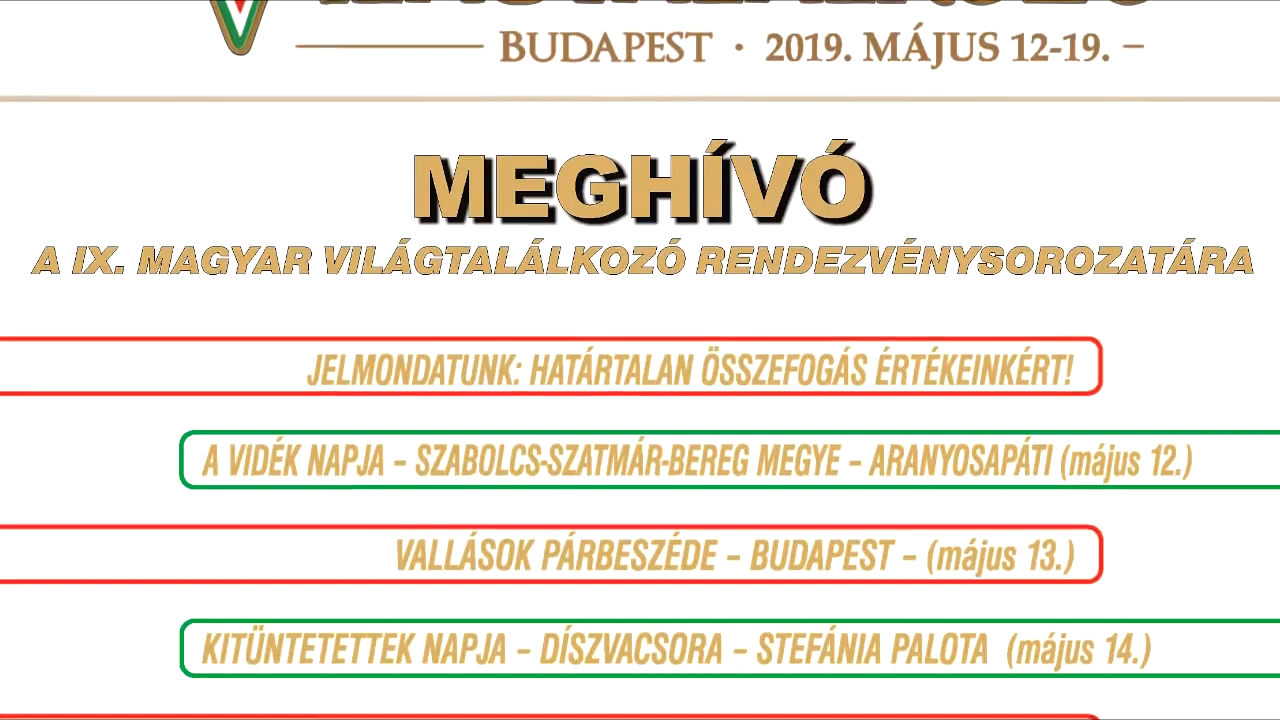 BUDAPEST · 2019. MÁJUS 12-19.
MEGHÍVÓ
A IX. MAGYAR VILÁGTALÁLKOZÓ RENDEZVÉNYSOROZATÁRA
JELMONDATUNK: HATÁRTALAN ÖSSZEFOGÁS ÉRTÉKEINKÉRT!
A VIDÉK NAPJA – SZABOLCS-SZATMÁR-BEREG MEGYE – ARANYOSAPÁTI (május 12.)
VALLÁSOK PÁRBESZÉDE – BUDAPEST – (május 13.)
KITÜNTETETTEK NAPJA – DÍSZVACSORA – STEFÁNIA PALOTA (május 14.)